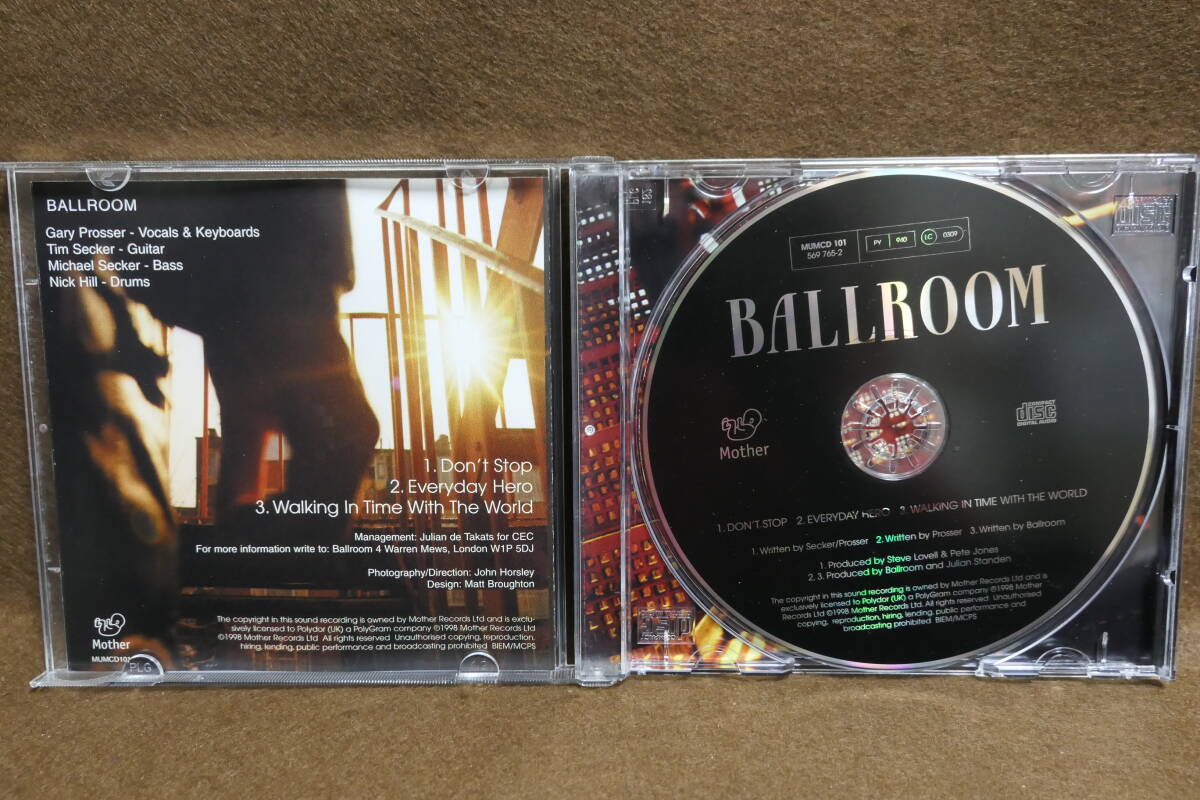 BALLROOM
Gary Prosser - Vocals & Keyboards
Tim Secker - Guitar
Michael Secker - Bass
Nick Hill - Drums
1. Don't Stop
2. Everyday Hero
3. Walking In Time With The World
Management: Julian de Takats for CEC
For more information write to: Ballroom 4 Warren Mews, London W1P 5DJ
Photography/Direction: John Horsley
Design: Matt Broughton
The copyright in this sound recording is owned by Mother Records Ltd and is exclu-
sively licensed to Polydor (UK) a PolyGram company ℗1998 Mother Records Ltd
©1998 Mother Records Ltd All rights reserved Unauthorised copying, reproduction,
hiring, lending, public performance and broadcasting prohibited BIEM/MCPS
Mother
MUMCD101
PLG
MUMCD 101
569 765-2
PY 940 LC 0309
BALLROOM
Mother
COMPACT
disc
DIGITAL AUDIO
1. DON'T STOP 2. EVERYDAY HERO 3. WALKING IN TIME WITH THE WORLD
1. Written by Secker/Prosser 2. Written by Prosser 3. Written by Ballroom
1. Produced by Steve Lovell & Pete Jones
2. 3. Produced by Ballroom and Julian Standen
The copyright in this sound recording is owned by Mother Records Ltd and is
exclusively licensed to Polydor (UK) a PolyGram company ℗1998 Mother
Records Ltd ©1998 Mother Records Ltd. All rights reserved Unauthorised
copying, reproduction, hiring, lending, public performance and
broadcasting prohibited BIEM/MCPS
disc